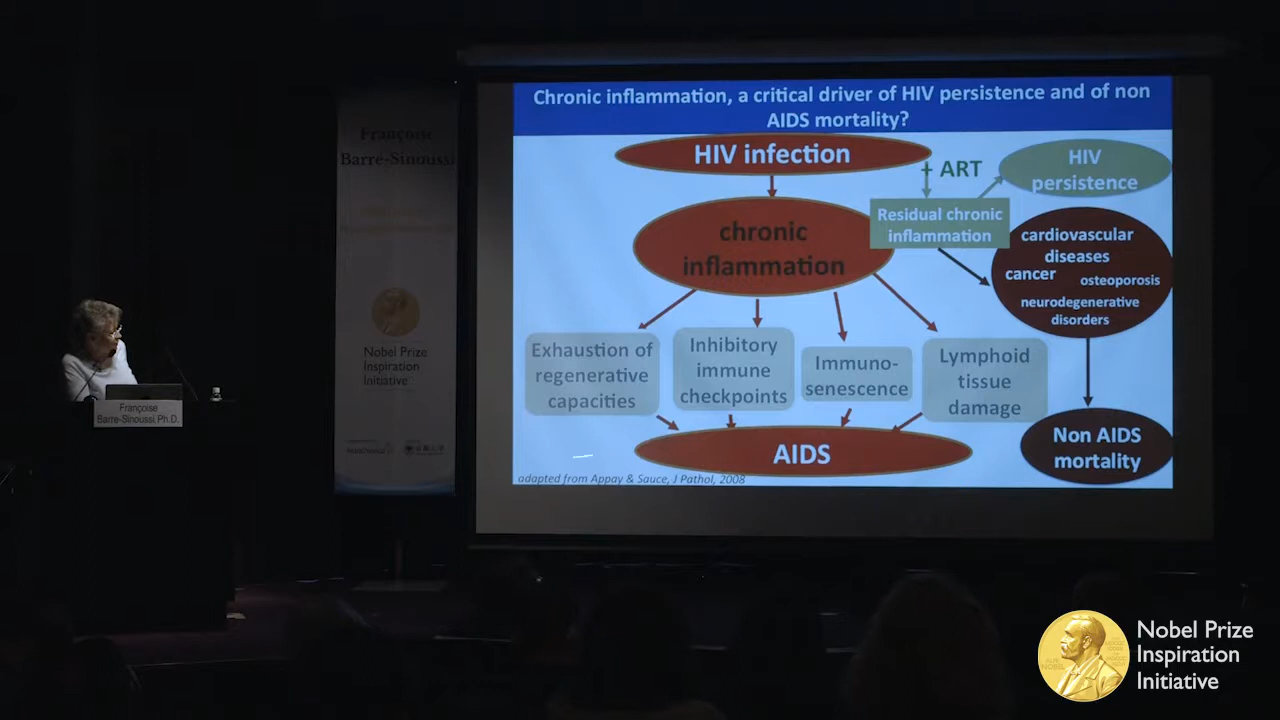 Chronic inflammation, a critical driver of HIV persistence and of non
AIDS mortality?
HIV infection
+ ART
HIV
persistence
Residual chronic
inflammation
chronic
inflammation
cardiovascular
diseases
cancer
osteoporosis
neurodegenerative
disorders
Exhaustion of
regenerative
capacities
Inhibitory
immune
checkpoints
Immuno-
senescence
Lymphoid
tissue
damage
AIDS
Non AIDS
mortality
adapted from Appay & Sauce, J Pathol, 2008
Françoise
Barre-Sinoussi
Nobel Prize
Inspiration
Initiative
Françoise
Barre-Sinoussi, Ph.D.
Nobel Prize
Inspiration
Initiative